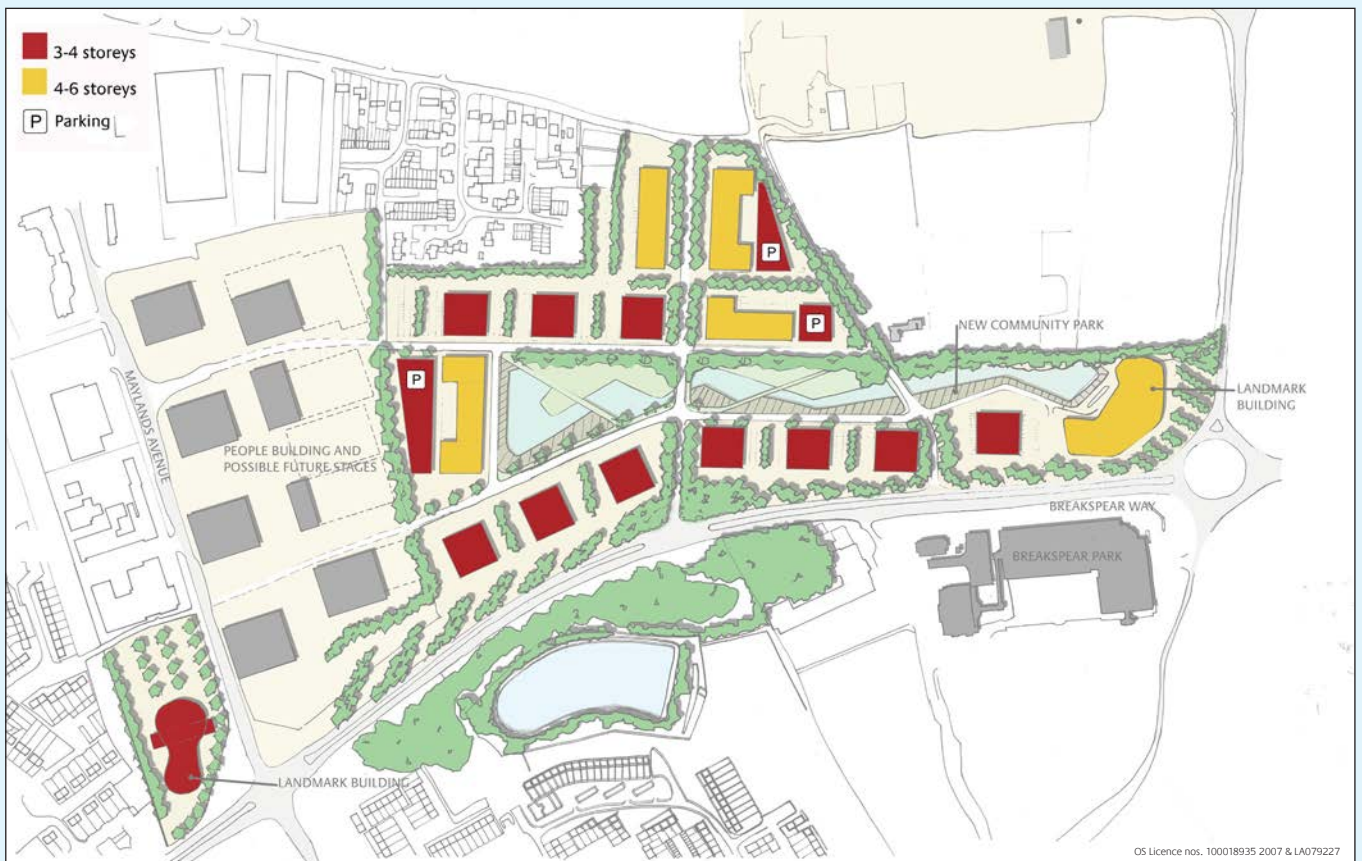 3-4 storeys
4-6 storeys
P Parking
P
P
NEW COMMUNITY PARK
P
LANDMARK
BUILDING
MAYLANDS AVENUE
PEOPLE BUILDING AND
POSSIBLE FUTURE STAGES
BREAKSPEAR WAY
BREAKSPEAR PARK
LANDMARK BUILDING
OS Licence nos. 100018935 2007 & LA079227